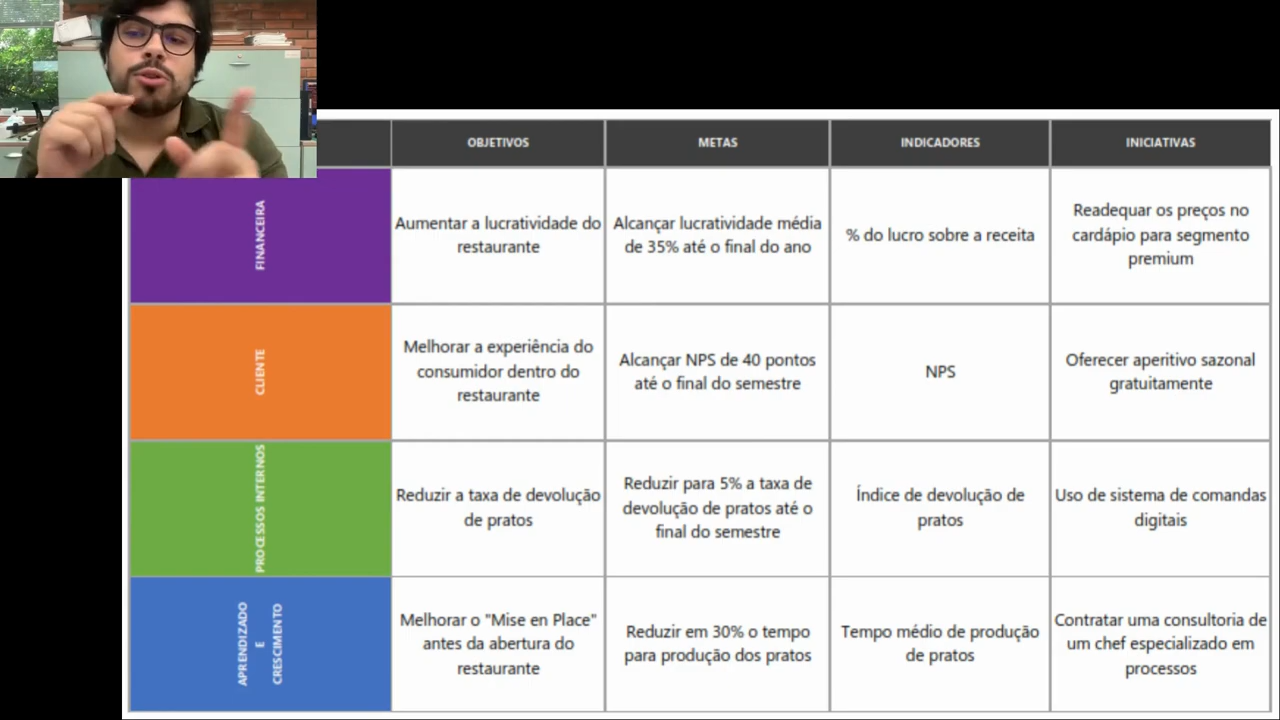 OBJETIVOS
METAS
INDICADORES
INICIATIVAS
FINANCEIRA
Aumentar a lucratividade do
restaurante
Alcançar lucratividade média
de 35% até o final do ano
% do lucro sobre a receita
Readequar os preços no
cardápio para segmento
premium
CLIENTE
Melhorar a experiência do
consumidor dentro do
restaurante
Alcançar NPS de 40 pontos
até o final do semestre
NPS
Oferecer aperitivo sazonal
gratuitamente
PROCESSOS INTERNOS
Reduzir a taxa de devolução
de pratos
Reduzir para 5% a taxa de
devolução de pratos até o
final do semestre
Índice de devolução de
pratos
Uso de sistema de comandas
digitais
APRENDIZADO
E
CRESCIMENTO
Melhorar o "Mise en Place"
antes da abertura do
restaurante
Reduzir em 30% o tempo
para produção dos pratos
Tempo médio de produção
de pratos
Contratar uma consultoria de
um chef especializado em
processos